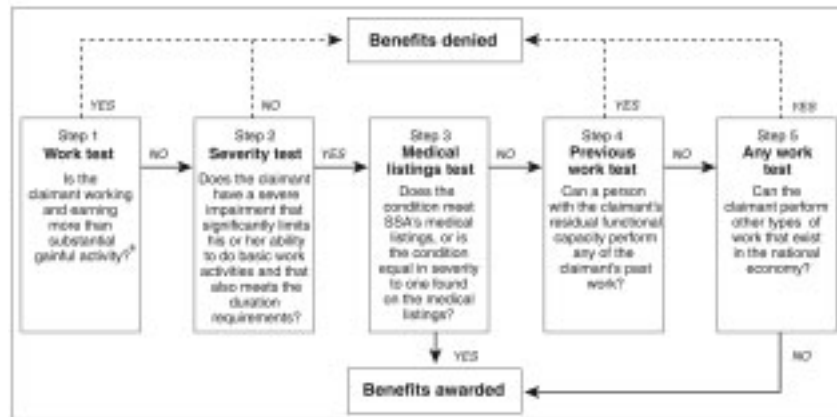 Benefits denied
YES
NO
YES
YES
Step 1
Work test
Is the
claimant working
and earning
more than
substantial
gainful activity?ª
NO
Step 2
Severity test
Does the claimant
have a severe
impairment that
significantly limits
his or her ability
to do basic work
activities and that
also meets the
duration
requirements?
YES
Step 3
Medical
listings test
Does the
condition meet
SSA's medical
listings, or is
the condition
equal in severity
to one found
on the medical
listings?
NO
Step 4
Previous
work test
Can a person
with the claimant's
residual functional
capacity perform
any of the
claimant's past
work?
NO
Step 5
Any work
test
Can the
claimant perform
other types of
work that exist
in the national
economy?
YES
NO
Benefits awarded